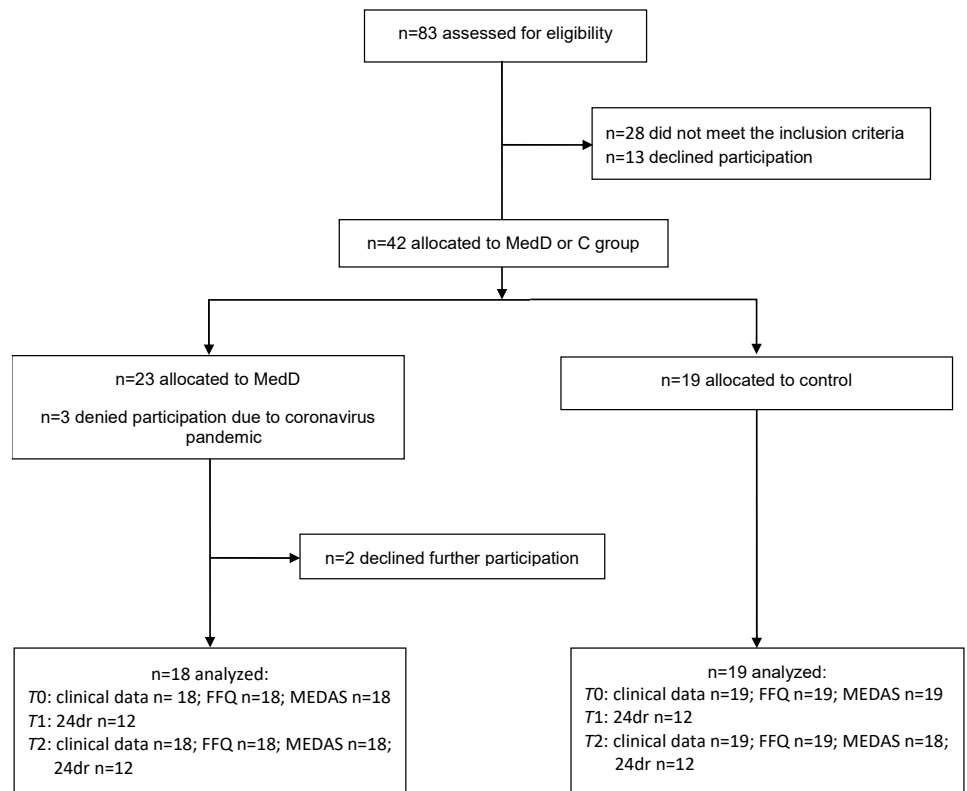 n=83 assessed for eligibility
n=28 did not meet the inclusion criteria
n=13 declined participation
n=42 allocated to MedD or C group
n=23 allocated to MedD
n=3 denied participation due to coronavirus
pandemic
n=19 allocated to control
n=2 declined further participation
n=18 analyzed:
T0: clinical data n= 18; FFQ n=18; MEDAS n=18
T1: 24dr n=12
T2: clinical data n=18; FFQ n=18; MEDAS n=18;
24dr n=12
n=19 analyzed:
T0: clinical data n=19; FFQ n=19; MEDAS n=19
T1: 24dr n=12
T2: clinical data n=19; FFQ n=19; MEDAS n=18;
24dr n=12